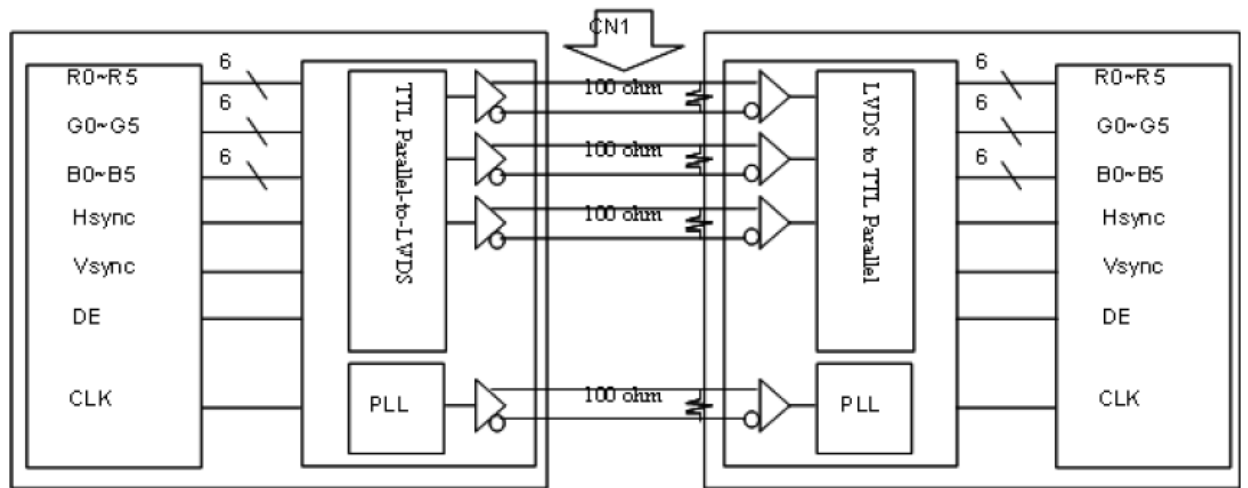 CN1
6
R0~R5
6
G0~G5
6
B0~B5
Hsync
Vsync
DE
CLK
TTL Parallel-to-LVDS
PLL
100 ohm
100 ohm
100 ohm
100 ohm
LVDS to TTL Parallel
PLL
6
R0~R5
6
G0~G5
6
B0~B5
Hsync
Vsync
DE
CLK